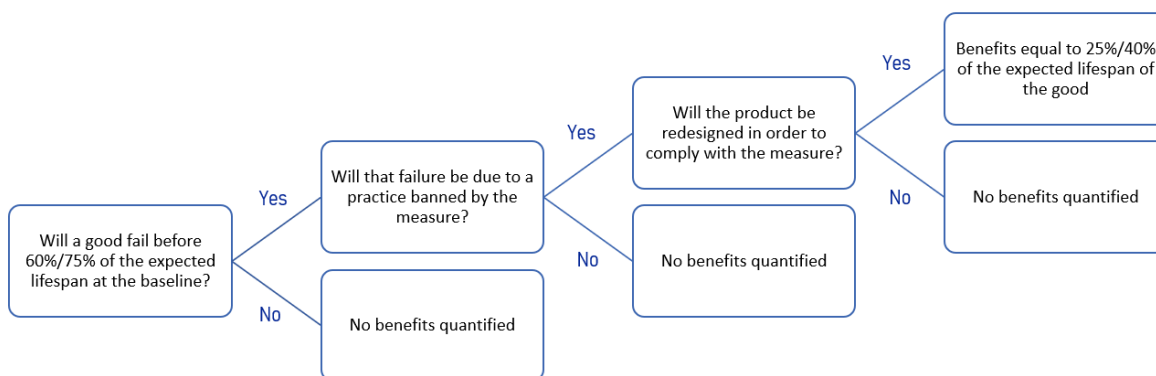 Will a good fail before
60%/75% of the expected
lifespan at the baseline?
Yes
No
Will that failure be due to a
practice banned by the
measure?
No benefits quantified
Yes
No
Will the product be
redesigned in order to
comply with the measure?
No benefits quantified
Yes
No
Benefits equal to 25%/40%
of the expected lifespan of
the good
No benefits quantified